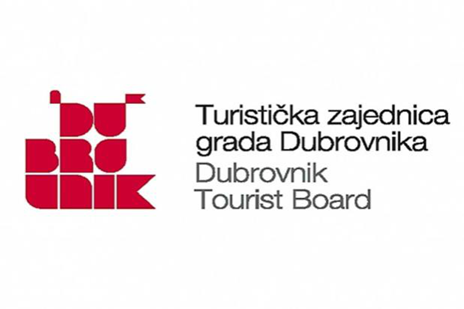 DU
BRO
VNIK
Turistička zajednica
grada Dubrovnika
Dubrovnik
Tourist Board